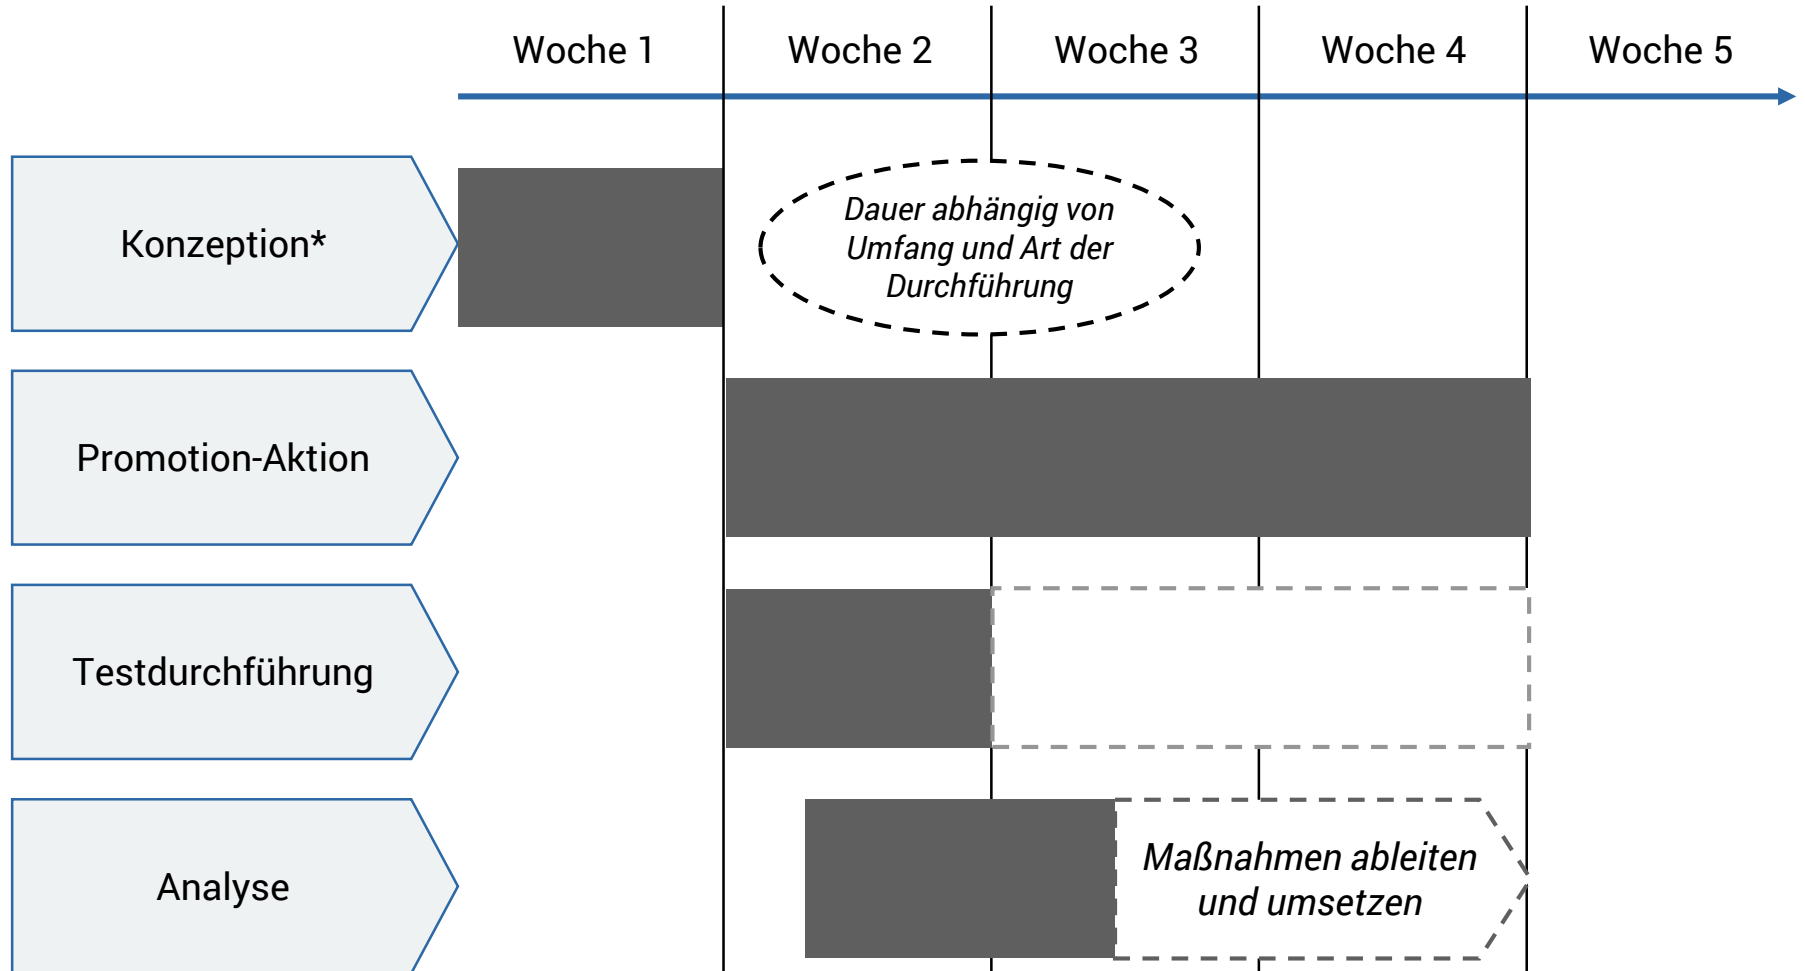 Woche 1
Woche 2
Woche 3
Woche 4
Woche 5
Konzeption*
Dauer abhängig von
Umfang und Art der
Durchführung
Promotion-Aktion
Testdurchführung
Analyse
Maßnahmen ableiten
und umsetzen